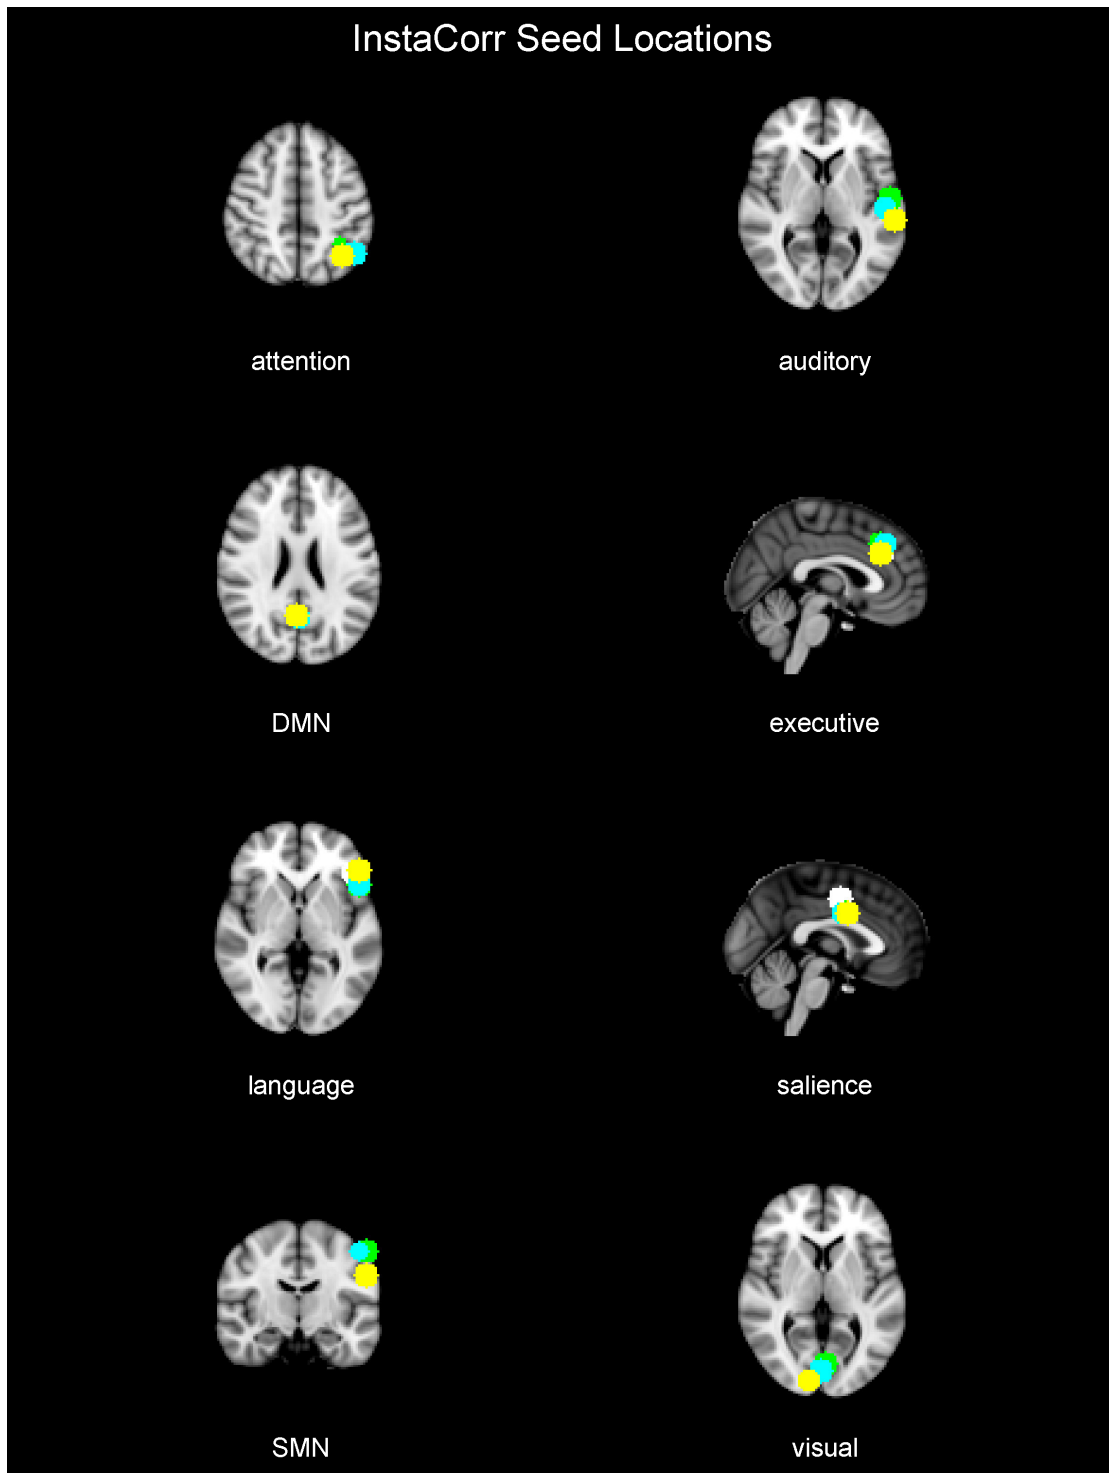 InstaCorr Seed Locations
attention
auditory
DMN
executive
language
salience
SMN
visual